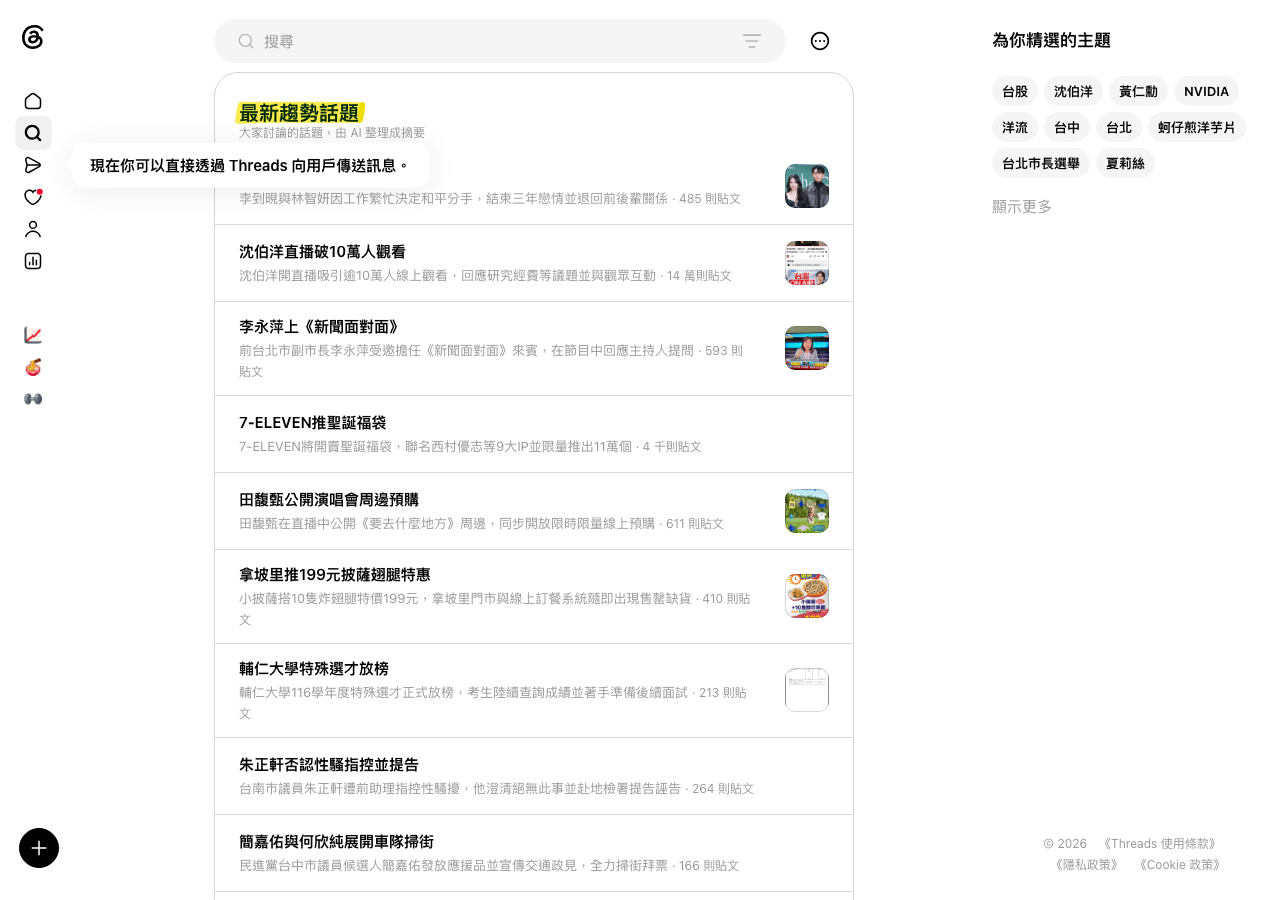 搜尋
最新趨勢話題
大家討論的話題，由 AI 整理成摘要
現在你可以直接透過 Threads 向用戶傳送訊息。
李到晛與林智妍因工作繁忙決定和平分手，結束三年戀情並退回前後輩關係 · 485 則貼文
沈伯洋直播破10萬人觀看
沈伯洋開直播吸引逾10萬人線上觀看，回應研究經費等議題並與觀眾互動 · 14 萬則貼文
李永萍上《新聞面對面》
前台北市副市長李永萍受邀擔任《新聞面對面》來賓，在節目中回應主持人提問 · 593 則
貼文
7-ELEVEN推聖誕福袋
7-ELEVEN將開賣聖誕福袋，聯名西村優志等9大IP並限量推出11萬個 · 4 千則貼文
田馥甄公開演唱會周邊預購
田馥甄在直播中公開《要去什麼地方》周邊，同步開放限時限量線上預購 · 611 則貼文
拿坡里推199元披薩翅腿特惠
小披薩搭10隻炸翅腿特價199元，拿坡里門市與線上訂餐系統隨即出現售罄缺貨 · 410 則貼
文
輔仁大學特殊選才放榜
輔仁大學116學年度特殊選才正式放榜，考生陸續查詢成績並著手準備後續面試 · 213 則貼
文
朱正軒否認性騷指控並提告
台南市議員朱正軒遭前助理指控性騷擾，他澄清絕無此事並赴地檢署提告誣告 · 264 則貼文
簡嘉佑與何欣純展開車隊掃街
民進黨台中市議員候選人簡嘉佑發放應援品並宣傳交通政見，全力掃街拜票 · 166 則貼文
為你精選的主題
台股 沈伯洋 黃仁勳 NVIDIA
洋流 台中 台北 蚵仔煎洋芋片
台北市長選舉 夏莉絲
顯示更多
© 2026 《Threads 使用條款》
《隱私政策》 《Cookie 政策》